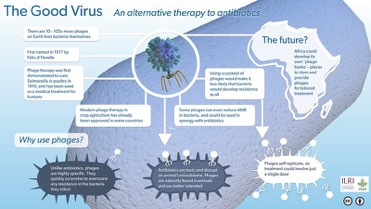 The Good Virus
An alternative therapy to antibiotics
There are 10 - 100x more phages
on Earth than bacteria themselves
First named in 1917 by
Félix d'Herelle
Phage therapy was first
demonstrated to cure
Salmonella in poultry in
1919, and has been used
as a medical treatment for
humans
Western phage therapy in
crop agriculture has already
been approved in some countries
Using a cocktail of
phages would make it
less likely that bacteria
would develop resistance
to all
Some phages can even reduce AMR
in bacteria, and could be used in
synergy with antibiotics
The future?
Africa could
develop its
own 'phage
banks' - places
to store and
provide
phages
for tailored
treatment
Why use phages?
Unlike antibiotics, phages
are highly specific. They
quickly co-evolve to overcome
any resistance in the bacteria
they infect
Antibiotics are toxic and disrupt
an animal's microbiome. Phages
are naturally found in animals
and are better tolerated
Phages self-replicate, so
treatment could involve just
a single dose
ILRI
CGIAR